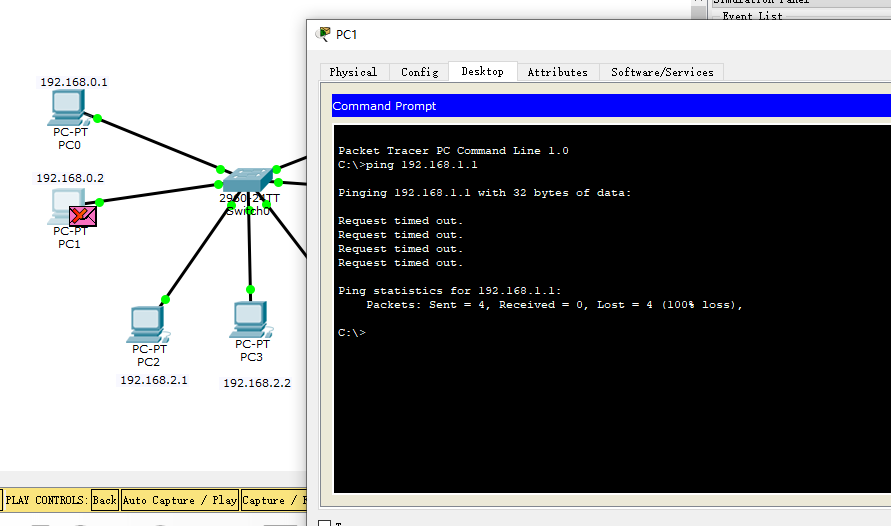 Simulation Panel
Event List
PC1
Physical Config Desktop Attributes Software/Services
Command Prompt
Packet Tracer PC Command Line 1.0
C:\>ping 192.168.1.1
Pinging 192.168.1.1 with 32 bytes of data:
Request timed out.
Request timed out.
Request timed out.
Request timed out.
Ping statistics for 192.168.1.1:
Packets: Sent = 4, Received = 0, Lost = 4 (100% loss),
C:\>
192.168.0.1
PC-PT
PC0
192.168.0.2
PC-PT
PC1
2960-24TT
Switch0
PC-PT
PC2
192.168.2.1
PC-PT
PC3
192.168.2.2
PLAY CONTROLS: Back Auto Capture / Play Capture /